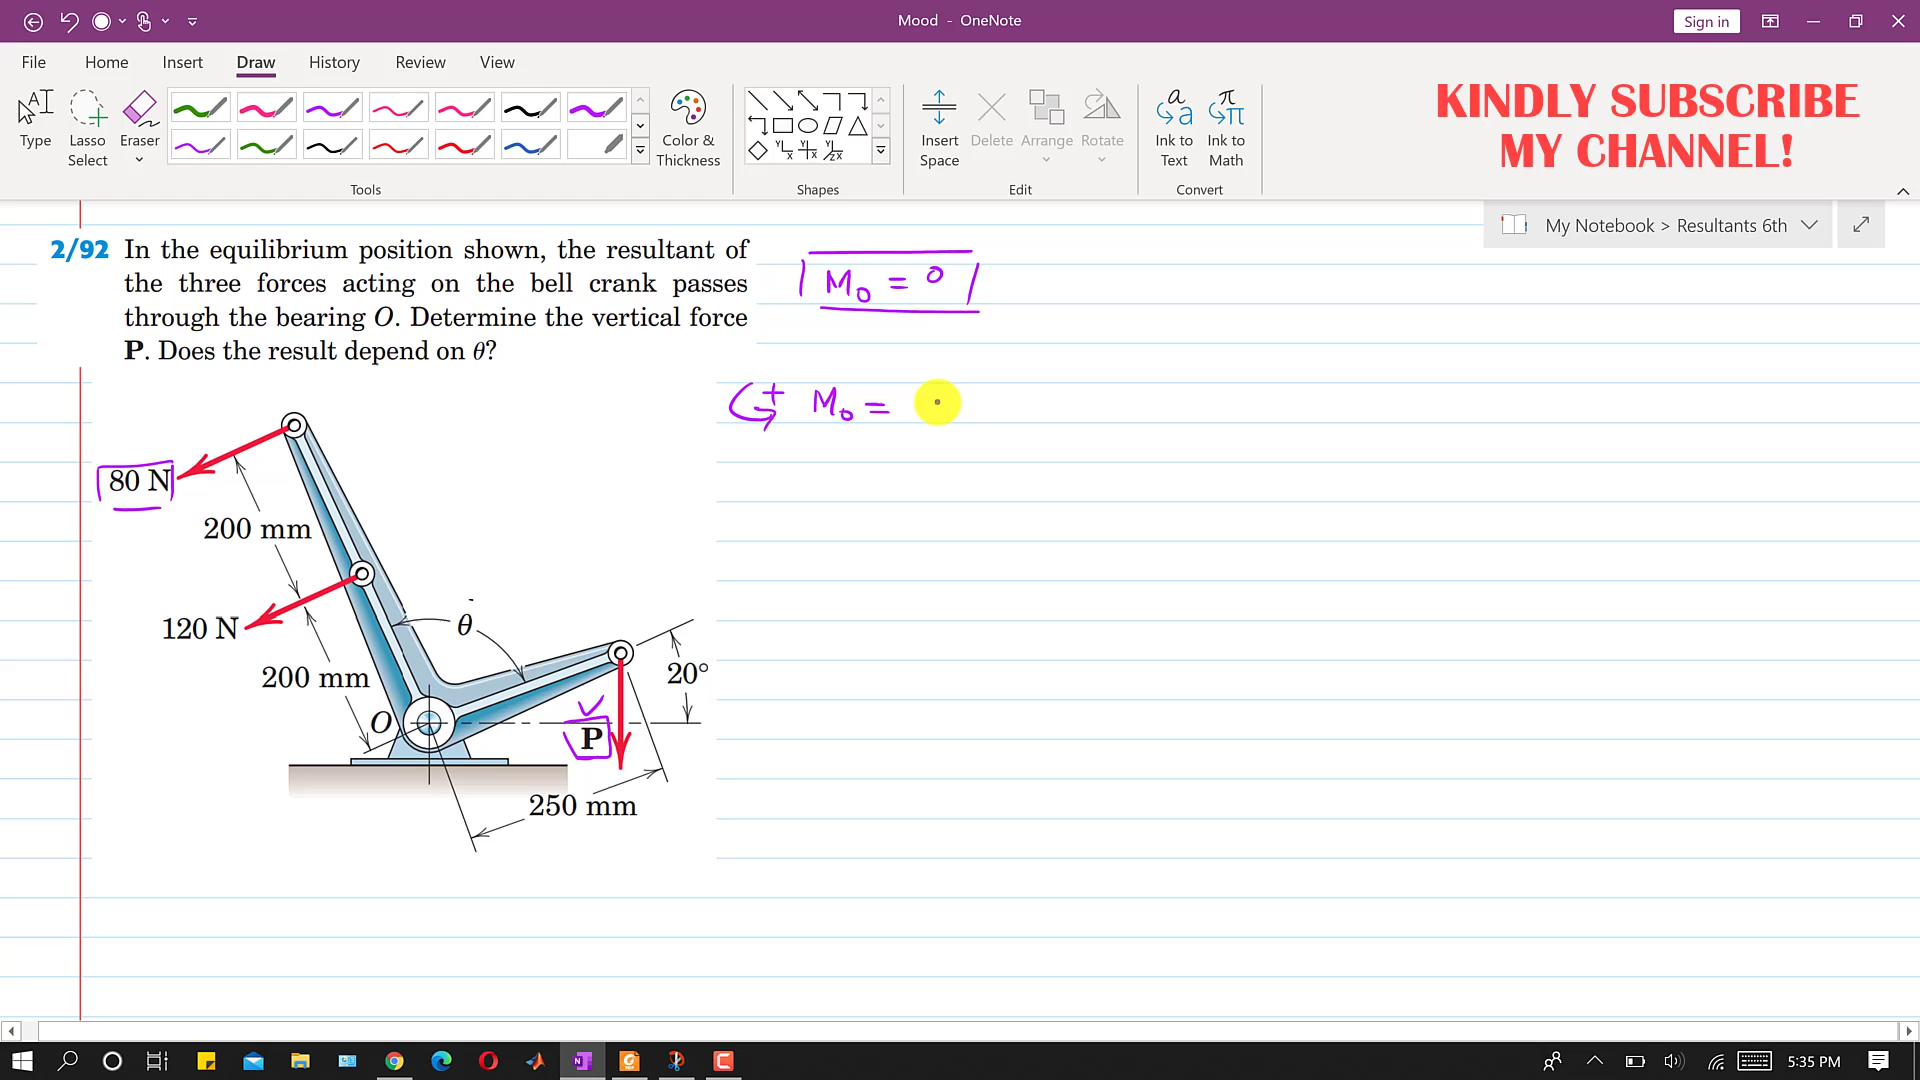 Mood - OneNote
Sign in
File Home Insert Draw History Review View
Type
Lasso Select
Eraser
Color & Thickness
Insert Space
Delete
Arrange
Rotate
Ink to Text
Ink to Math
Tools
Shapes
Edit
Convert
KINDLY SUBSCRIBE
MY CHANNEL!
My Notebook > Resultants 6th
2/92 In the equilibrium position shown, the resultant of
the three forces acting on the bell crank passes
through the bearing O. Determine the vertical force
P. Does the result depend on θ?
M₀ = 0
+ M₀ =
80 N
200 mm
120 N
θ
200 mm
20°
O
P
250 mm
5:35 PM